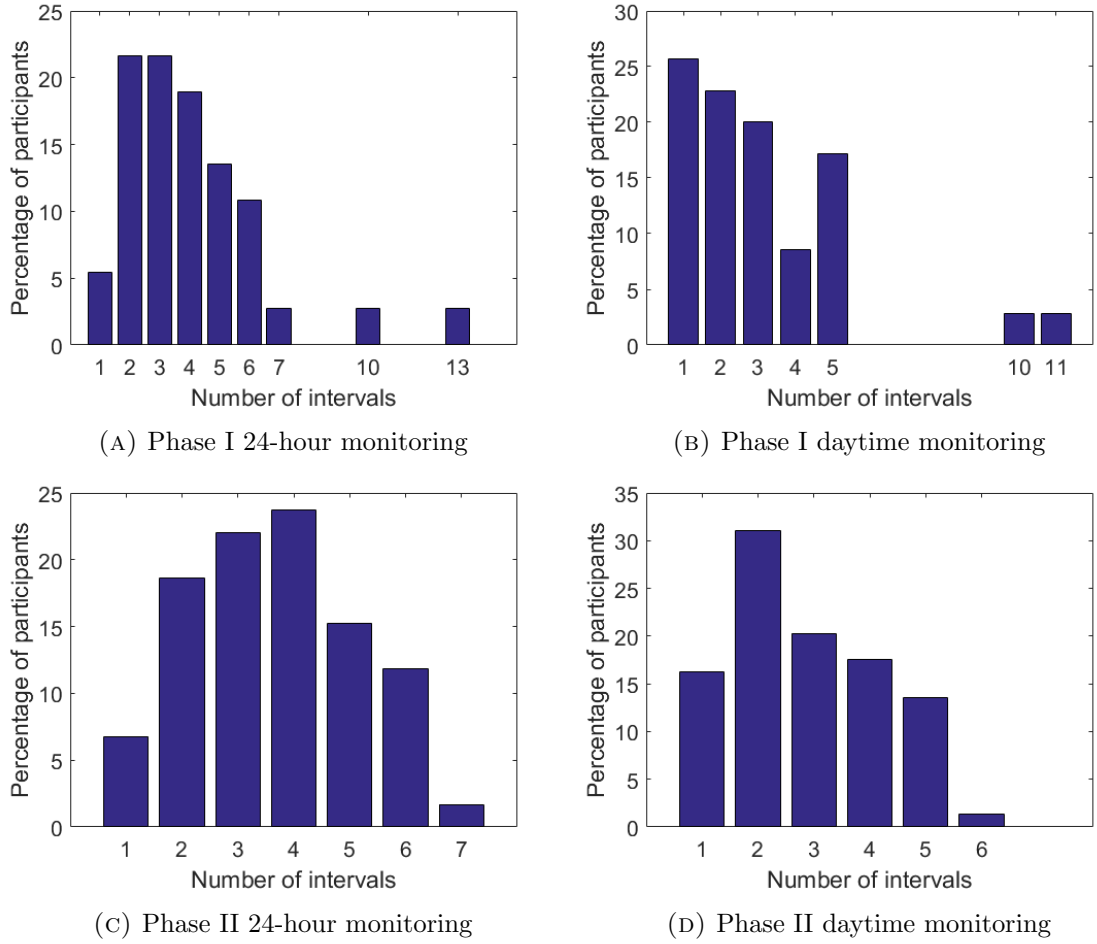 25
20
15
10
5
0
Percentage of participants
1 2 3 4 5 6 7 10 13
Number of intervals
(A) Phase I 24-hour monitoring
30
25
20
15
10
5
0
Percentage of participants
1 2 3 4 5 10 11
Number of intervals
(B) Phase I daytime monitoring
25
20
15
10
5
0
Percentage of participants
1 2 3 4 5 6 7
Number of intervals
(C) Phase II 24-hour monitoring
35
30
25
20
15
10
5
0
Percentage of participants
1 2 3 4 5 6
Number of intervals
(D) Phase II daytime monitoring